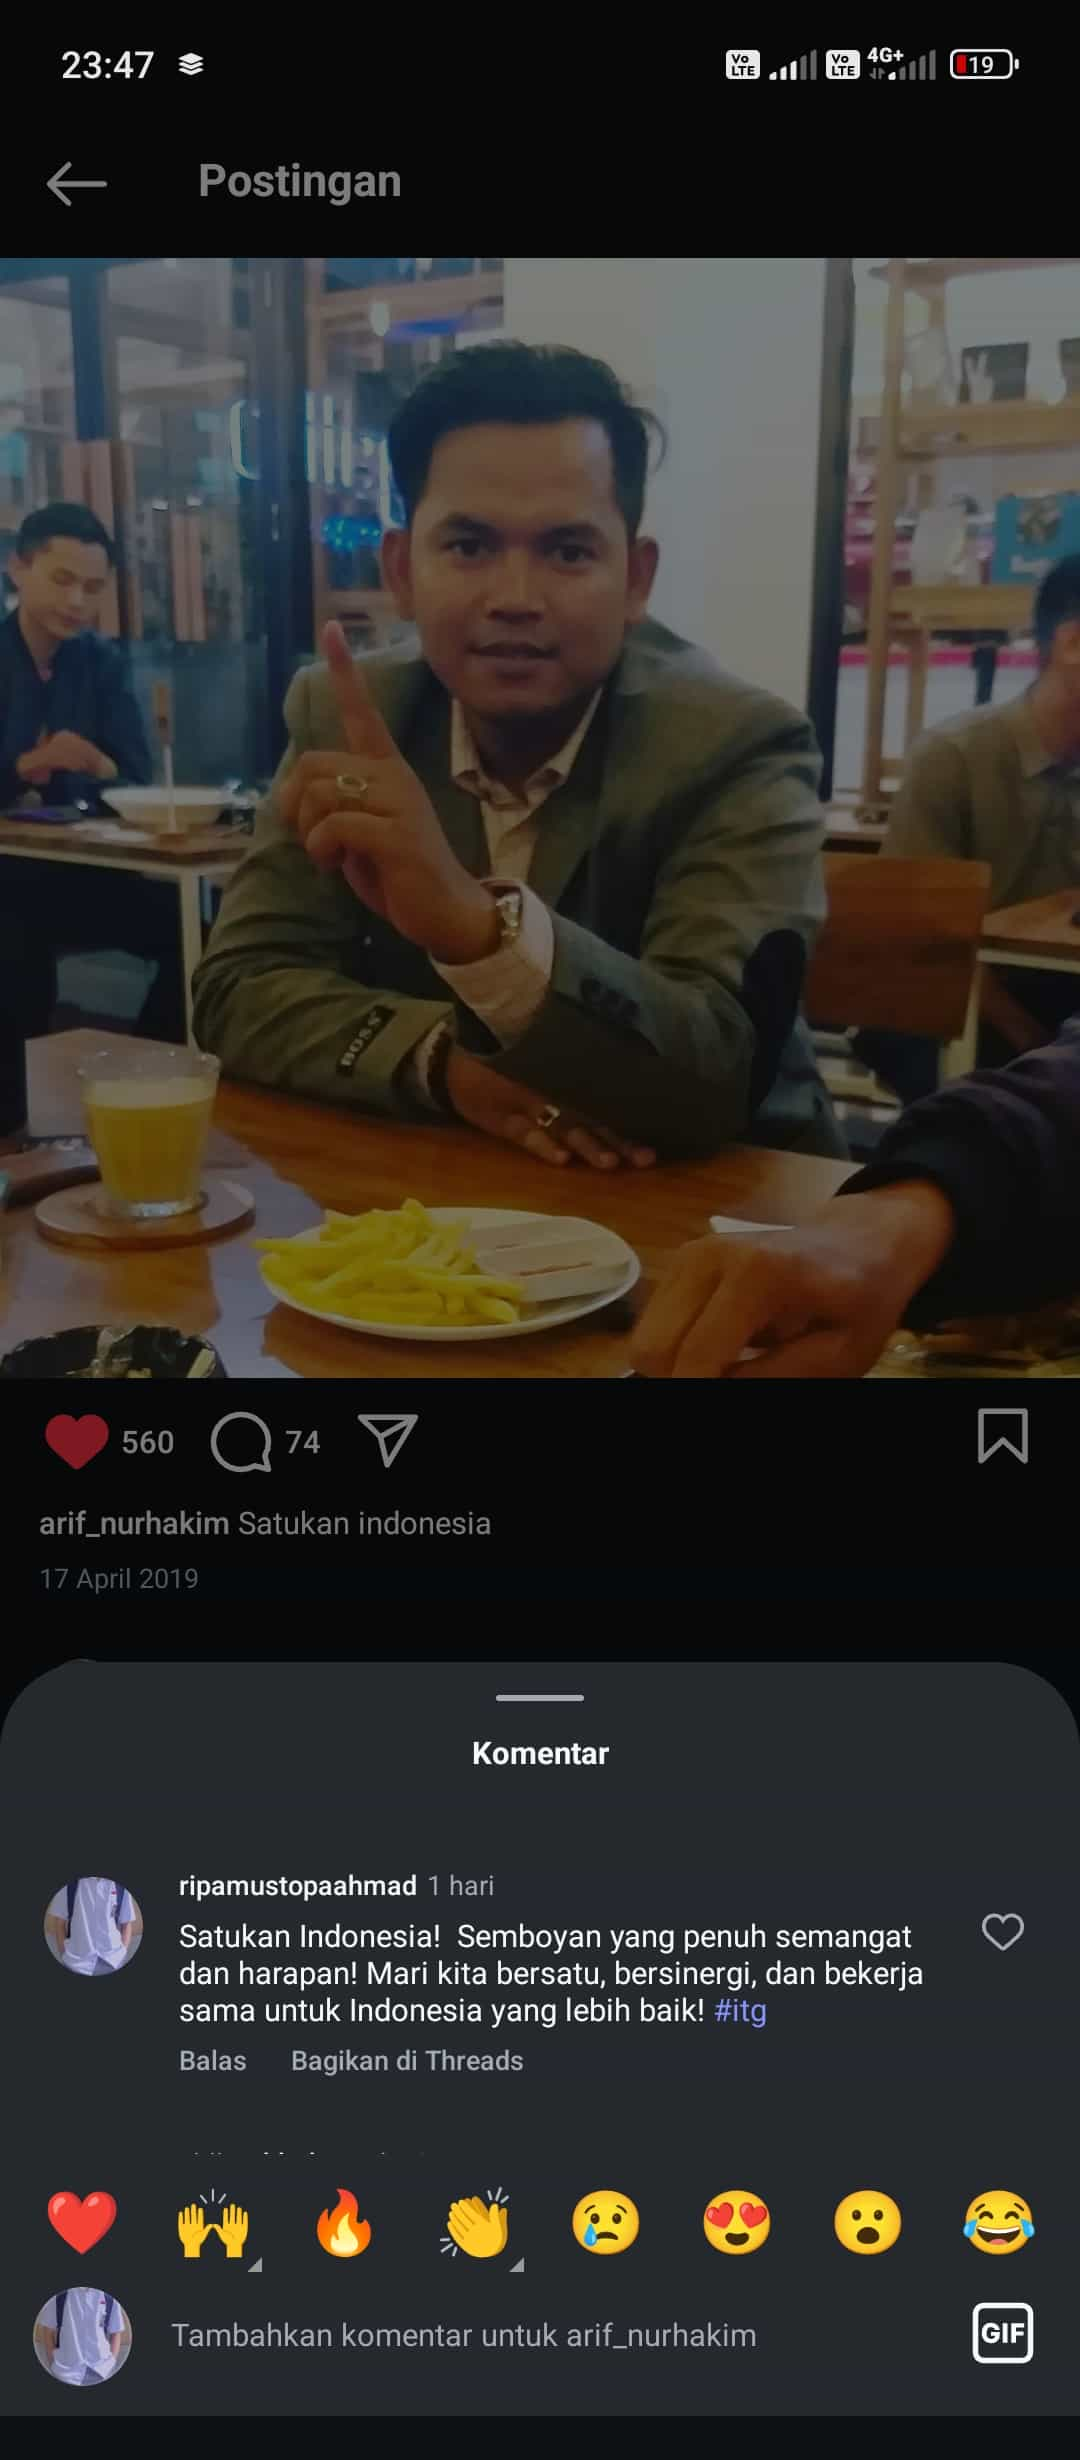 23:47
Vo LTE Vo LTE 4G+ 19
Postingan
BOSS
560 74
arif_nurhakim Satukan indonesia
17 April 2019
Komentar
ripamustopaahmad 1 hari
Satukan Indonesia!  Semboyan yang penuh semangat
dan harapan! Mari kita bersatu, bersinergi, dan bekerja
sama untuk Indonesia yang lebih baik! #itg
Balas Bagikan di Threads
Tambahkan komentar untuk arif_nurhakim
GIF